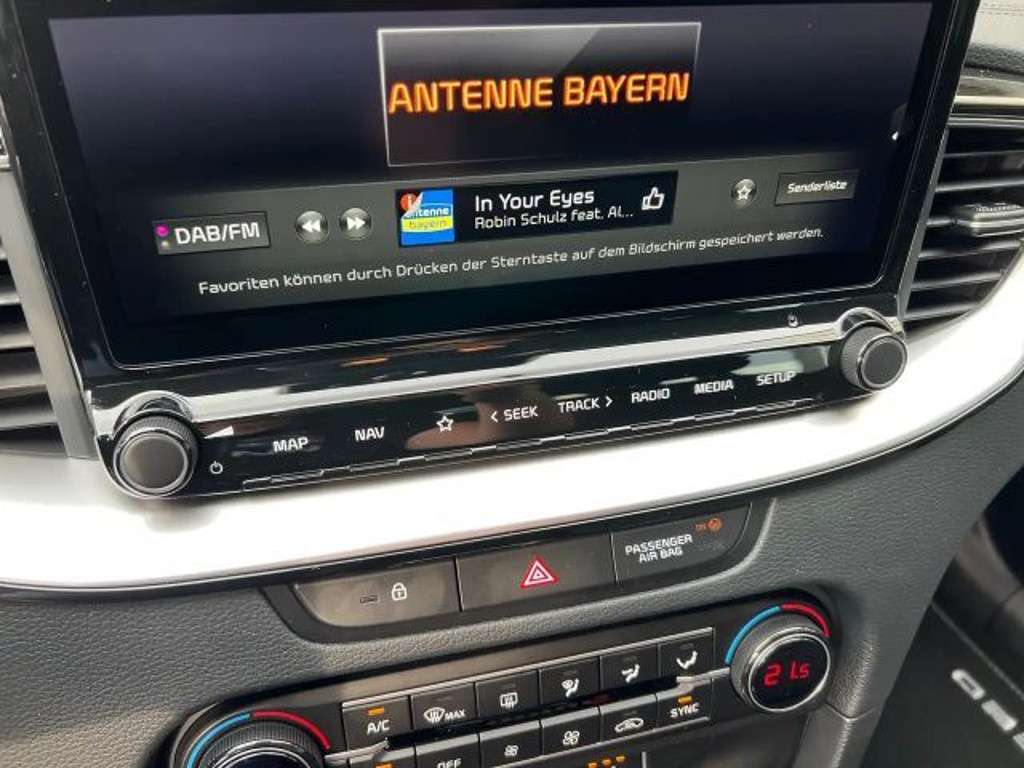 ANTENNE BAYERN
DAB/FM
antenne
bayern
In Your Eyes
Robin Schulz feat. Al...
Senderliste
Favoriten können durch Drücken der Sterntaste auf dem Bildschirm gespeichert werden.
MAP
NAV
< SEEK
TRACK >
RADIO
MEDIA
SETUP
PASSENGER
AIR BAG
ON
A/C
MAX
SYNC
21.5
OFF